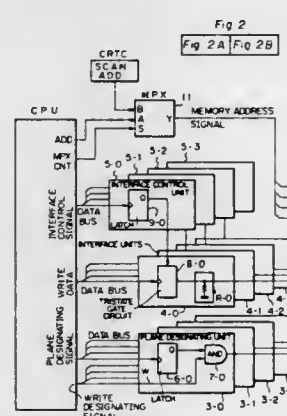 Fig 2
Fig 2A Fig 2B
CRTC
SCAN
ADD
MPX
11
CPU
B
A Y
S
MEMORY ADDRESS
SIGNAL
ADD
MPX
CNT
5-3
5-2
5-1
5-0
INTERFACE CONTROL
UNIT
Q
9-0
LATCH
DATA BUS
INTERFACE
CONTROL
SIGNAL
INTERFACE UNITS
8-0
R-0
WRITE
DATA
DATA BUS
TRISTATE
GATE CIRCUIT
4-0
4-1
4-2
PLANE
DESIGNATING
SIGNAL
DATA BUS
PLANE DESIGNATING UNIT
Q
AND
W
6-0
7-0
LATCH
3-0
3-1
3-2
WRITE
DESIGNATING
SIGNAL